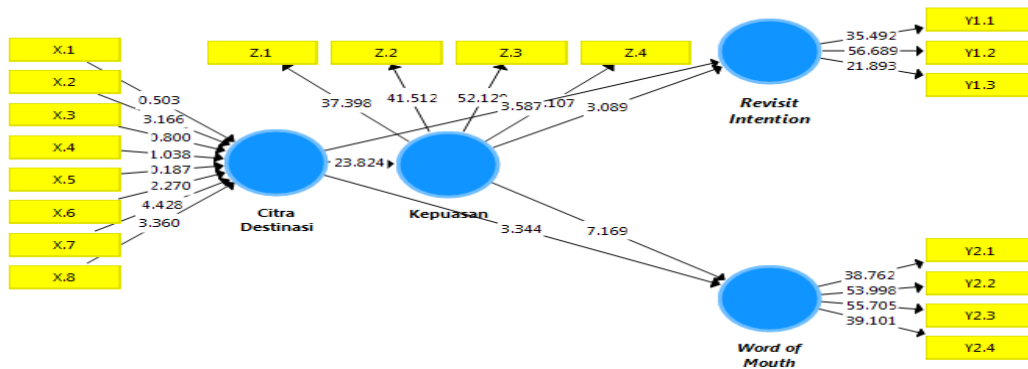 X.1
X.2
X.3
X.4
X.5
X.6
X.7
X.8
0.503
3.166
0.800
1.038
0.187
2.270
4.428
3.360
Citra
Destinasi
23.824
Z.1
Z.2
Z.3
Z.4
37.398
41.512
Kepuasan
3.587
3.089
3.344
7.169
Revisit
Intention
35.492
56.689
21.893
Y1.1
Y1.2
Y1.3
Word of
Mouth
38.762
53.998
55.705
39.101
Y2.1
Y2.2
Y2.3
Y2.4